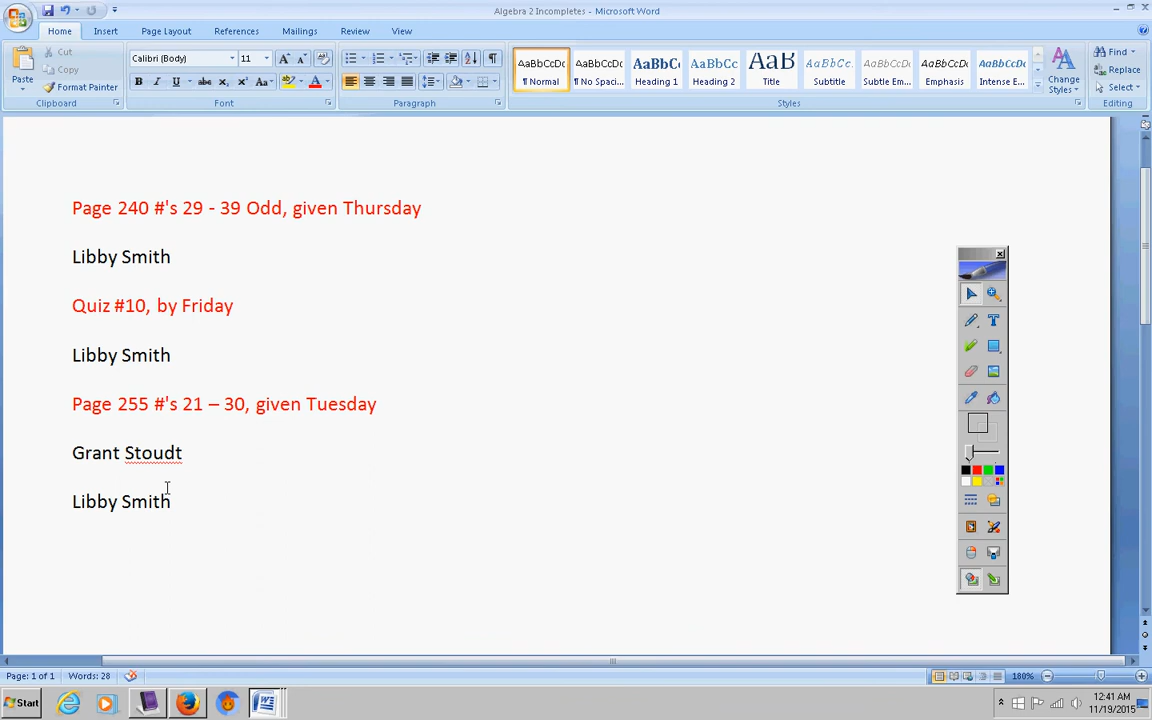 Algebra 2 Incompletes - Microsoft Word
Home Insert Page Layout References Mailings Review View
Paste
Cut
Copy
Format Painter
Clipboard
Calibri (Body) 11
B I U abc x₂ x² Aa
Font
Paragraph
AaBbCcDc AaBbCcDc AaBbC AaBbCc AaB AaBbCc. AaBbCcDc AaBbCcDc AaBbCcDc
¶ Normal ¶ No Spaci... Heading 1 Heading 2 Title Subtitle Subtle Em... Emphasis Intense E...
Change Styles
Styles
Find
Replace
Select
Editing
Page 240 #'s 29 - 39 Odd, given Thursday
Libby Smith
Quiz #10, by Friday
Libby Smith
Page 255 #'s 21 – 30, given Tuesday
Grant Stoudt
Libby Smith
Page: 1 of 1 Words: 28 180%
Start
12:41 AM
11/19/2015